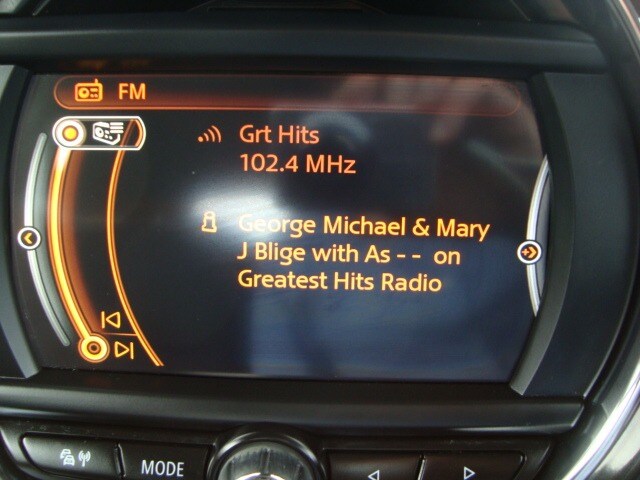 FM
Grt Hits
102.4 MHz
George Michael & Mary
J Blige with As - - on
Greatest Hits Radio
MODE